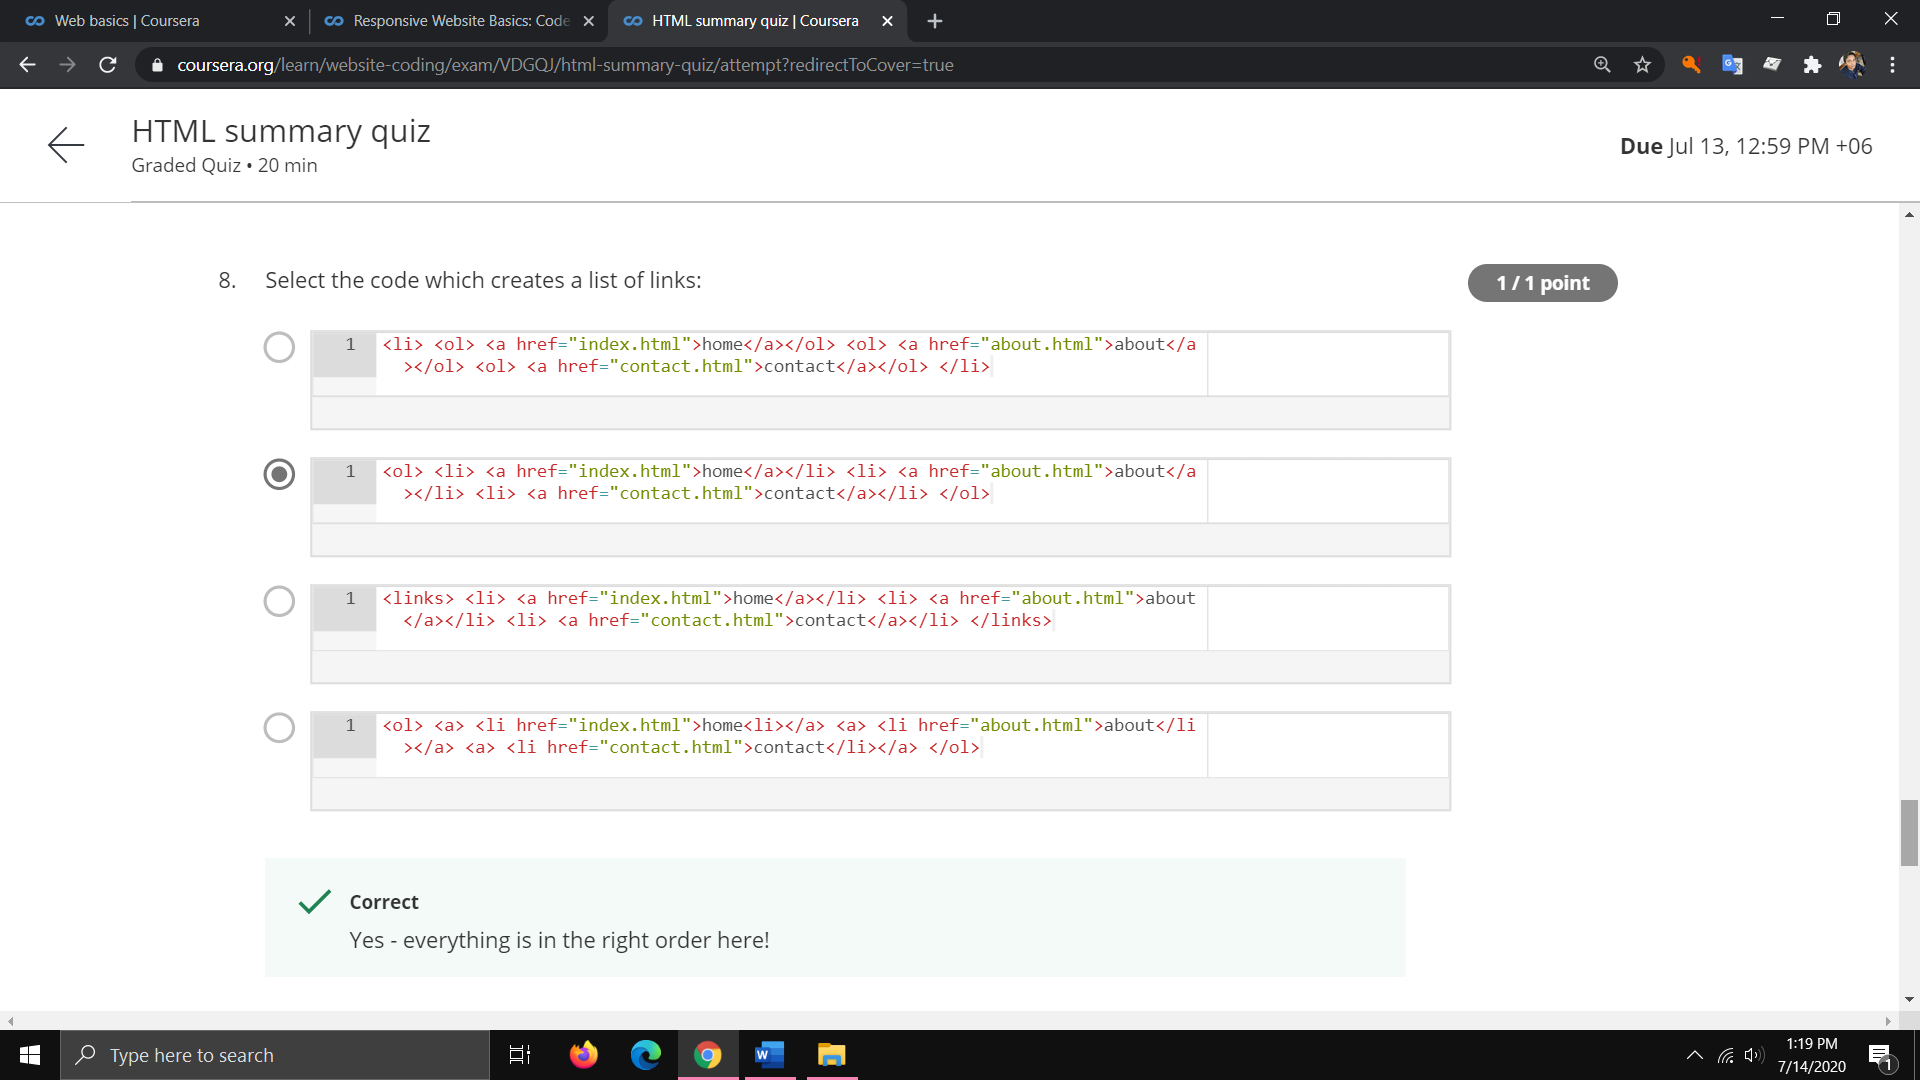 Web basics | Coursera
Responsive Website Basics: Code
HTML summary quiz | Coursera
coursera.org/learn/website-coding/exam/VDGQJ/html-summary-quiz/attempt?redirectToCover=true
HTML summary quiz
Graded Quiz • 20 min
Due Jul 13, 12:59 PM +06
8. Select the code which creates a list of links:
1 / 1 point
1 <li> <ol> <a href="index.html">home</a></ol> <ol> <a href="about.html">about</a
></ol> <ol> <a href="contact.html">contact</a></ol> </li>
1 <ol> <li> <a href="index.html">home</a></li> <li> <a href="about.html">about</a
></li> <li> <a href="contact.html">contact</a></li> </ol>
1 <links> <li> <a href="index.html">home</a></li> <li> <a href="about.html">about
</a></li> <li> <a href="contact.html">contact</a></li> </links>
1 <ol> <a> <li href="index.html">home<li></a> <a> <li href="about.html">about</li
></a> <a> <li href="contact.html">contact</li></a> </ol>
Correct
Yes - everything is in the right order here!
Type here to search
1:19 PM
7/14/2020
1